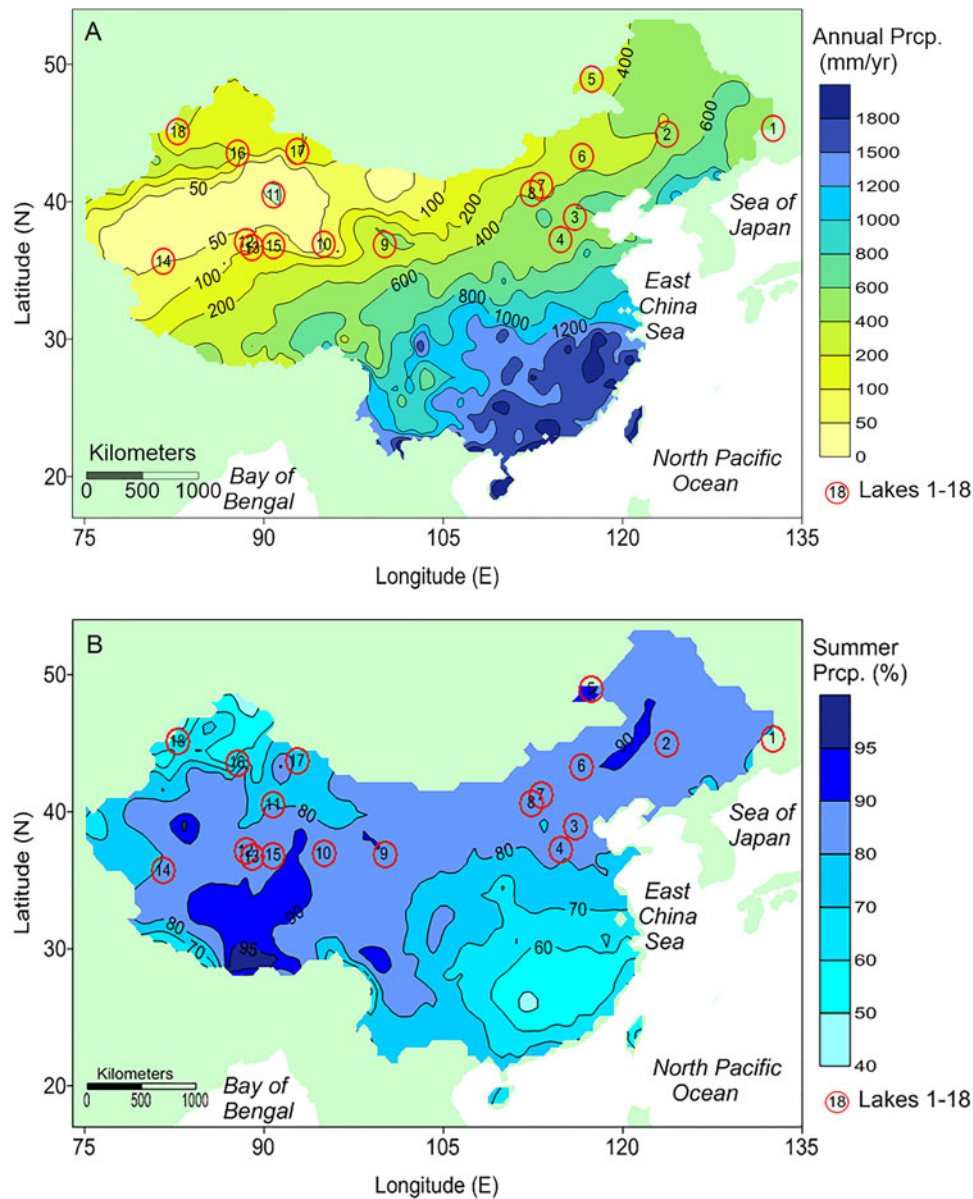 A
Annual Prcp.
(mm/yr)
50
40
30
20
Latitude (N)
400
5
600
1
18
16
17
2
6
50
11
7
8
100
200
3
4
400
50
12
13
15
10
9
14
100
200
600
800
1000
1200
Sea of
Japan
East
China
Sea
North Pacific
Ocean
Bay of
Bengal
Kilometers
0 500 1000
1800
1500
1200
1000
800
600
400
200
100
50
0
18 Lakes 1-18
75 90 105 120 135
Longitude (E)
B
Summer
Prcp. (%)
50
40
30
20
Latitude (N)
5
90
1
18
16
17
2
6
11
80
7
8
3
4
12
13
15
10
9
14
80
70
90
95
80
70
60
Sea of
Japan
East
China
Sea
North Pacific
Ocean
Bay of
Bengal
Kilometers
0 500 1000
95
90
80
70
60
50
40
18 Lakes 1-18
75 90 105 120 135
Longitude (E)